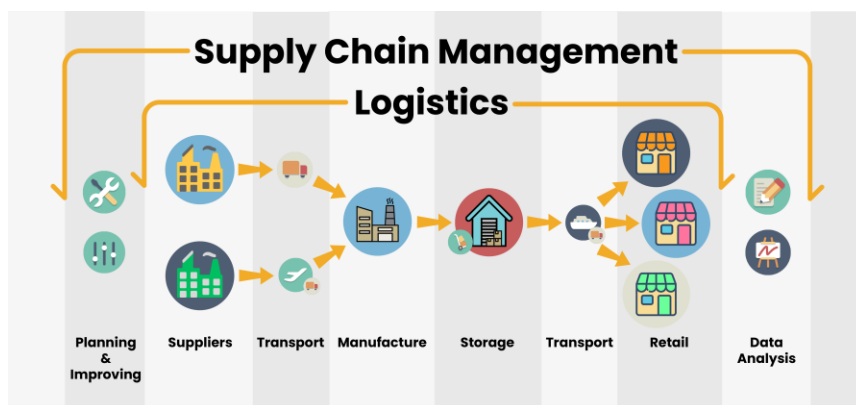 Supply Chain Management
Logistics
Planning
&
Improving
Suppliers
Transport
Manufacture
Storage
Transport
Retail
Data
Analysis